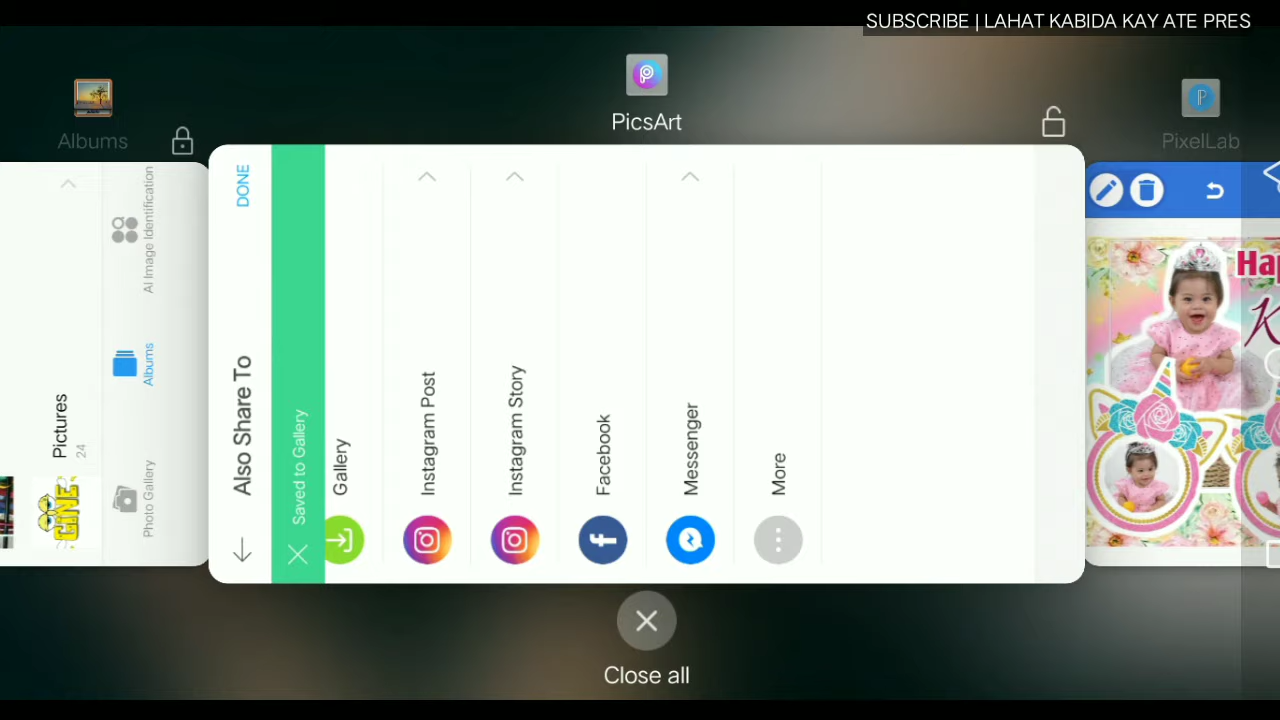 SUBSCRIBE | LAHAT KABIDA KAY ATE PRES
Albums
PicsArt
PixelLab
Pictures
24
AI Image Identification
Albums
Photo Gallery
Also Share To
DONE
Saved to Gallery
Gallery
Instagram Post
Instagram Story
Facebook
Messenger
More
Hap
K
Close all